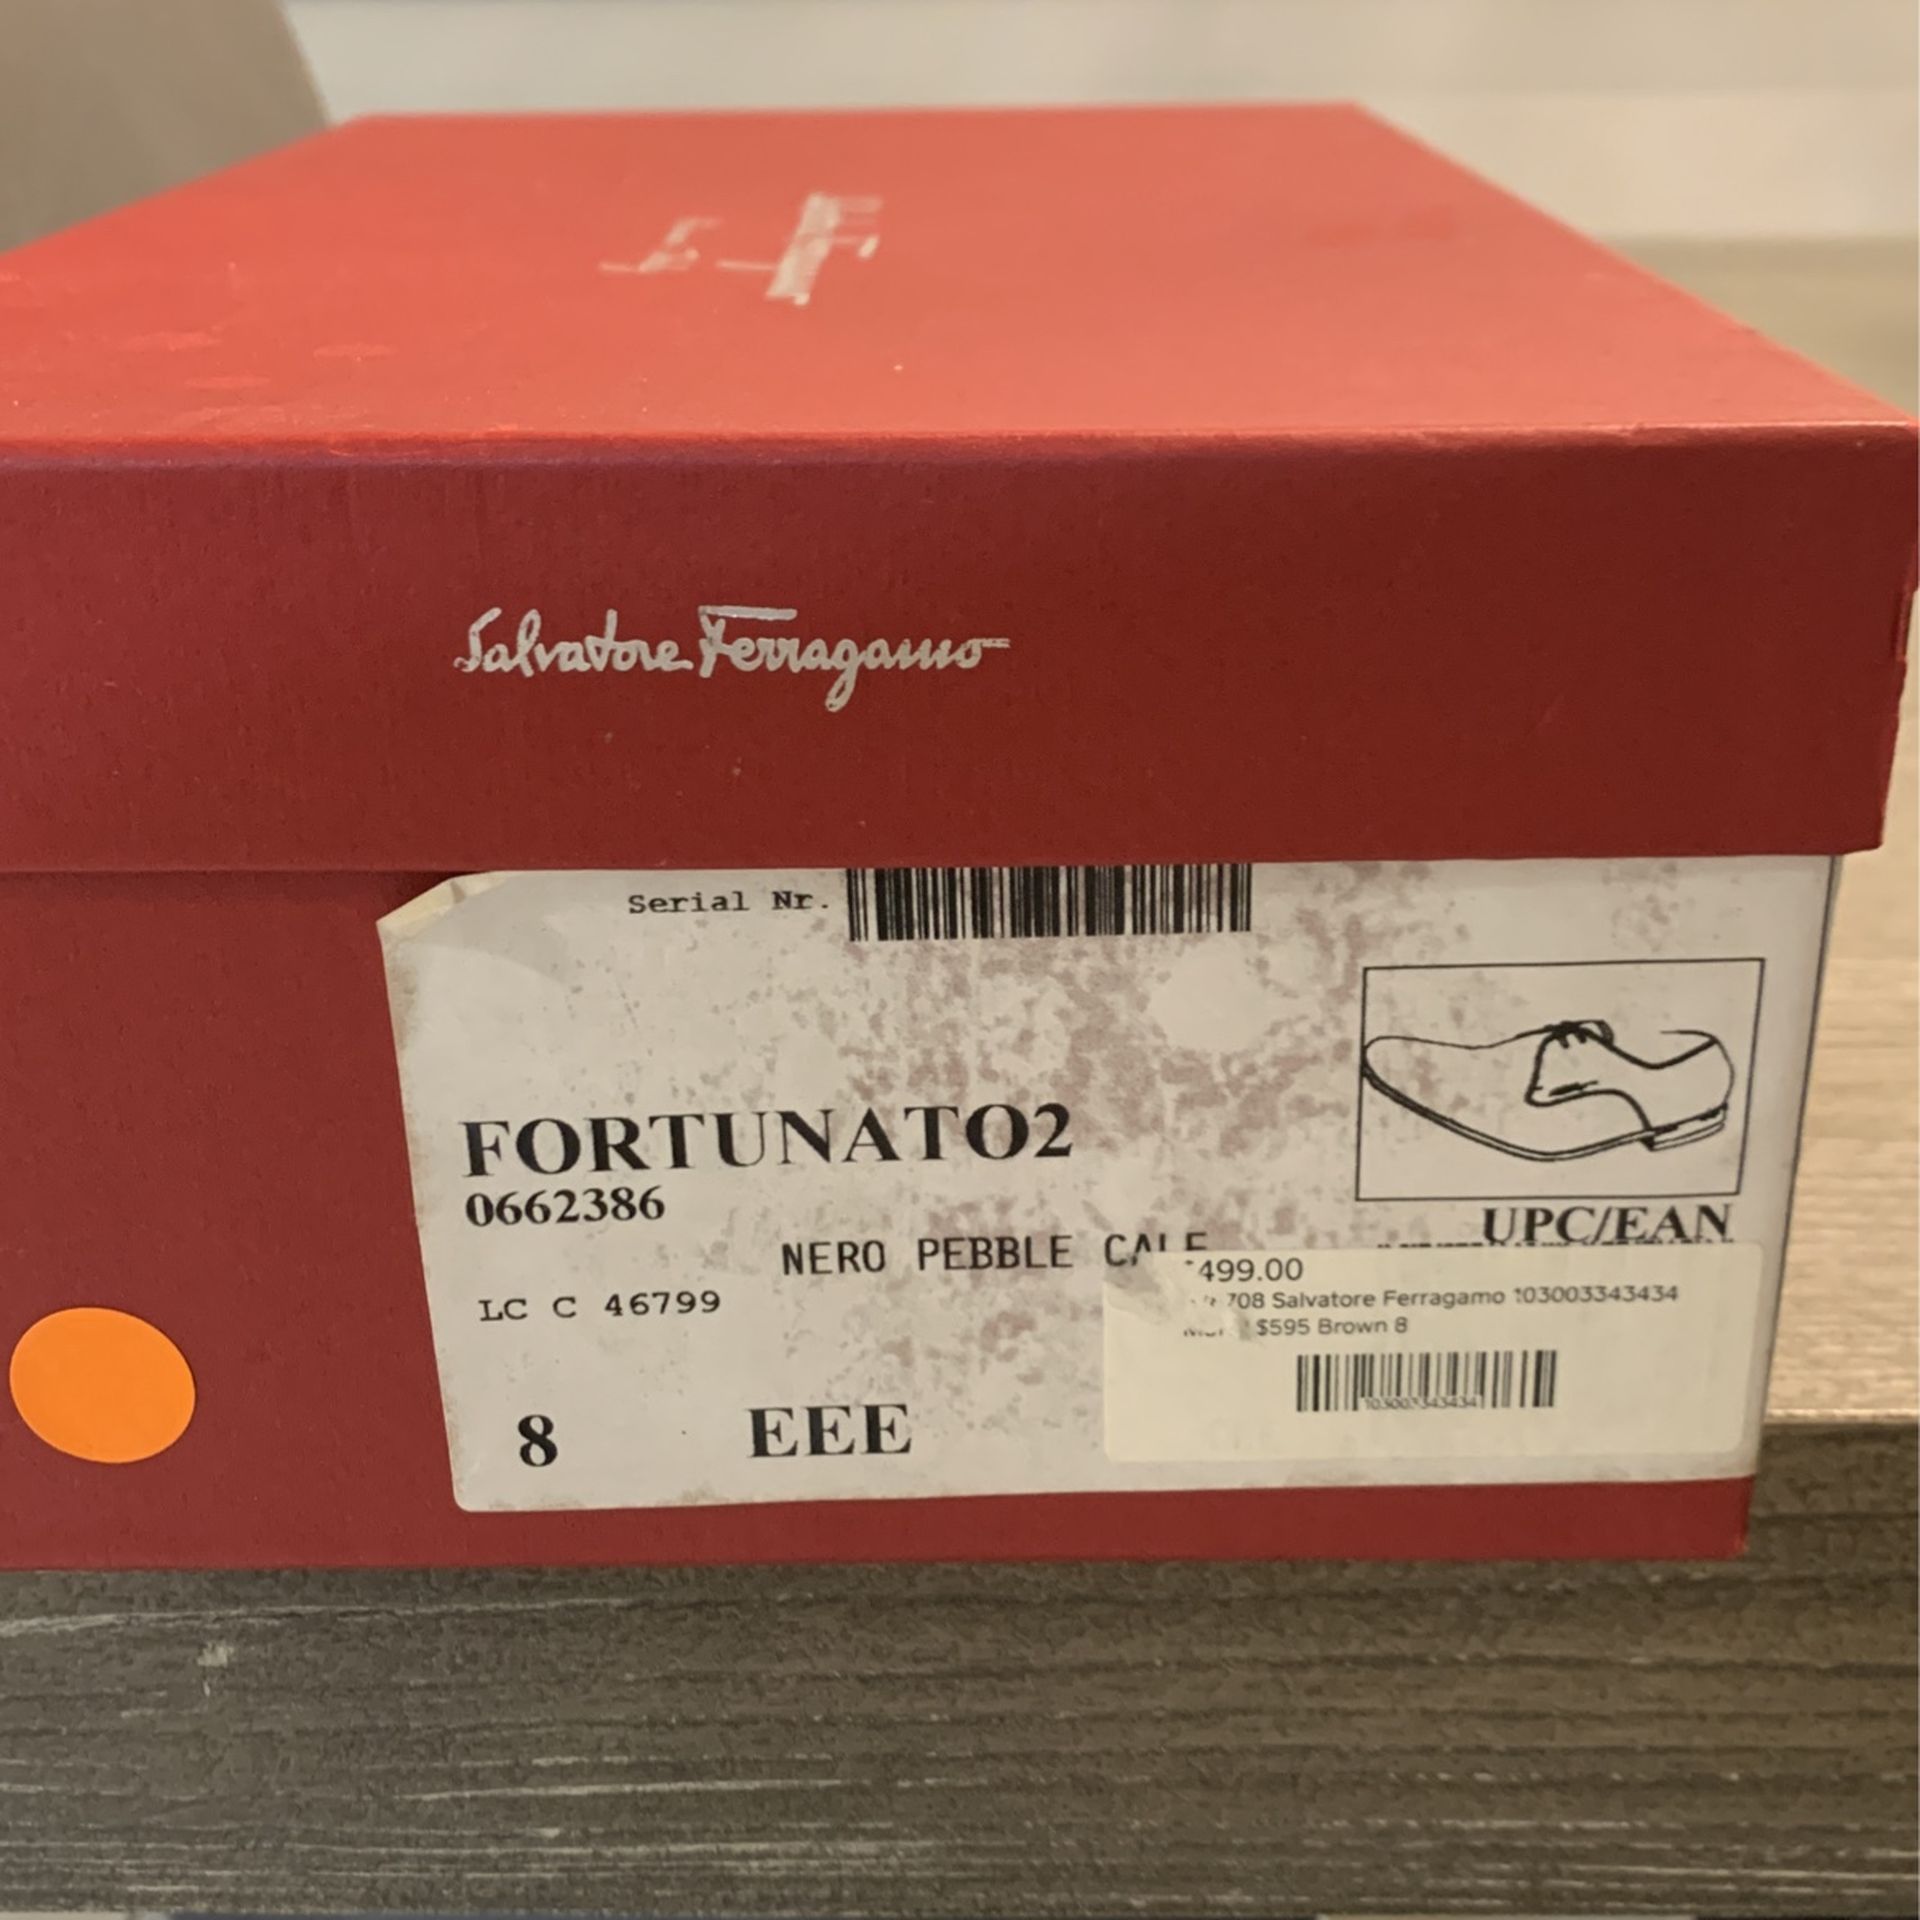 Salvatore Ferragamo
Serial Nr.
FORTUNATO2
0662386
NERO PEBBLE CALF
LC C 46799
8 EEE
UPC/EAN
499.00
708 Salvatore Ferragamo 103003343434
$595 Brown 8
103003343434